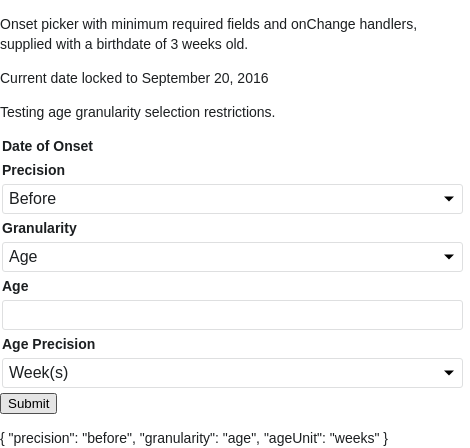 Onset picker with minimum required fields and onChange handlers,
supplied with a birthdate of 3 weeks old.
Current date locked to September 20, 2016
Testing age granularity selection restrictions.
Date of Onset
Precision
Before
Granularity
Age
Age
Age Precision
Week(s)
Submit
{ "precision": "before", "granularity": "age", "ageUnit": "weeks" }